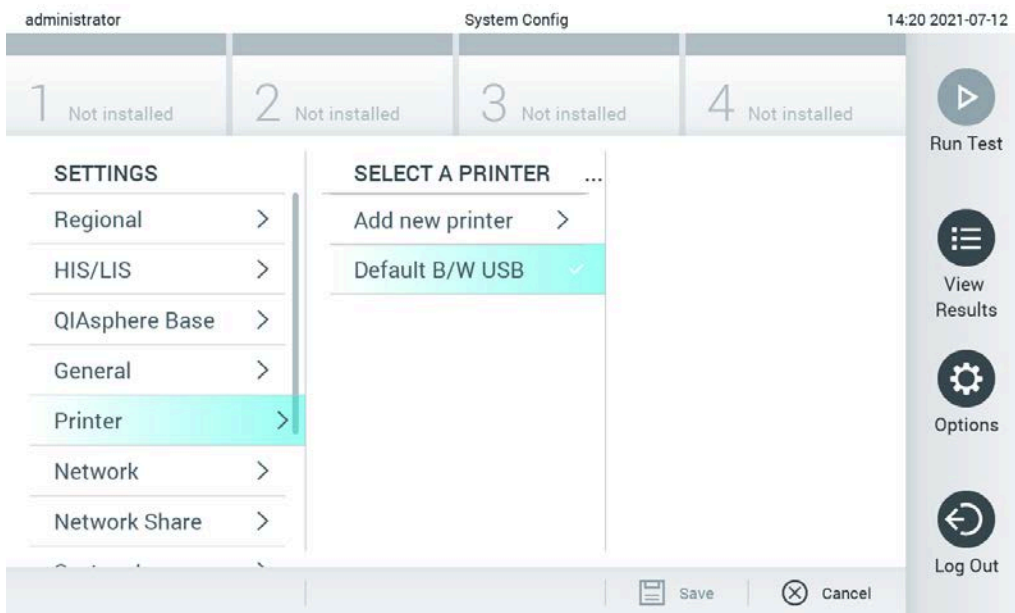 administrator System Config 14:20 2021-07-12
1 Not installed 2 Not installed 3 Not installed 4 Not installed
Run Test
SETTINGS
Regional
HIS/LIS
QIAsphere Base
General
Printer
Network
Network Share
SELECT A PRINTER ...
Add new printer
Default B/W USB
View
Results
Options
Log Out
Save Cancel